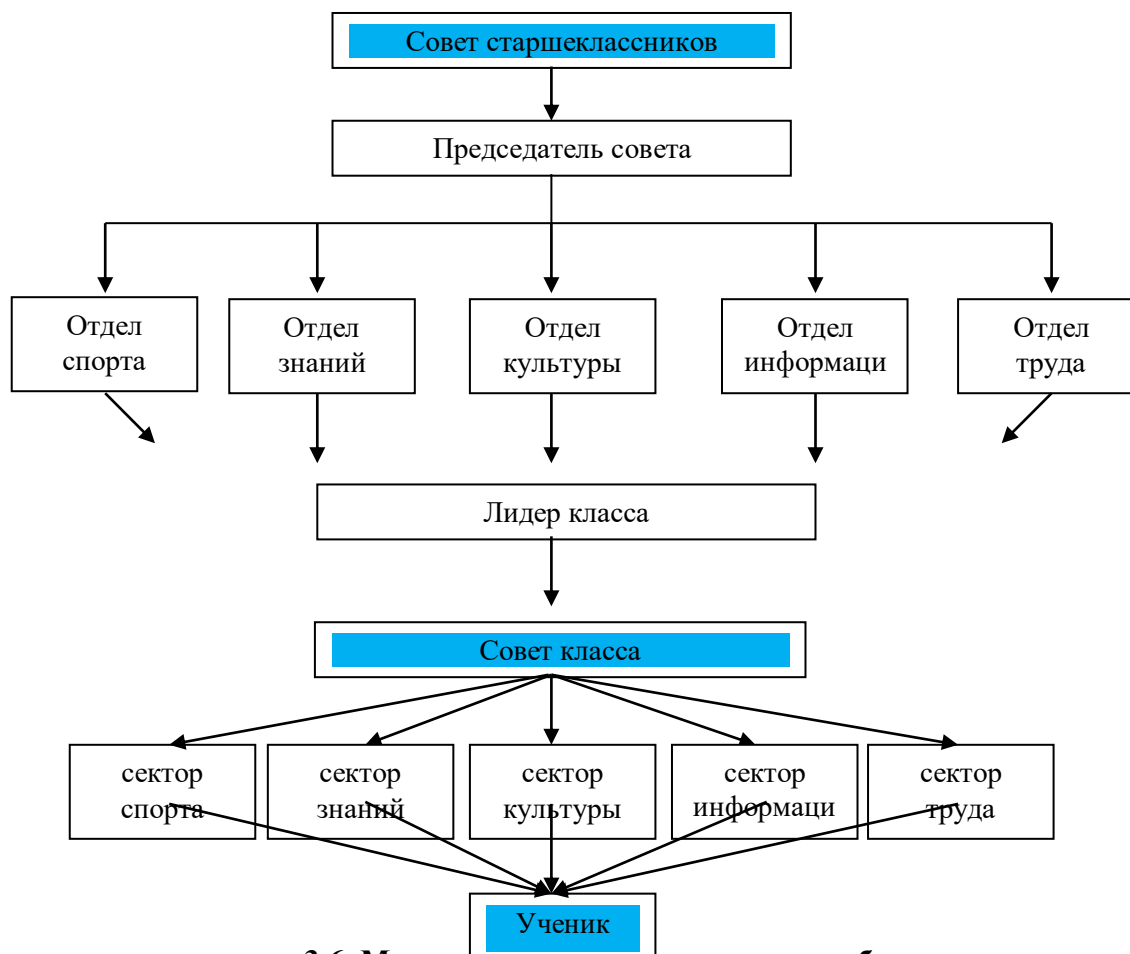 Совет старшеклассников
Председатель совета
Отдел
спорта
Отдел
знаний
Отдел
культуры
Отдел
информаци
Отдел
труда
Лидер класса
Совет класса
сектор
спорта
сектор
знаний
сектор
культуры
сектор
информаци
сектор
труда
Ученик